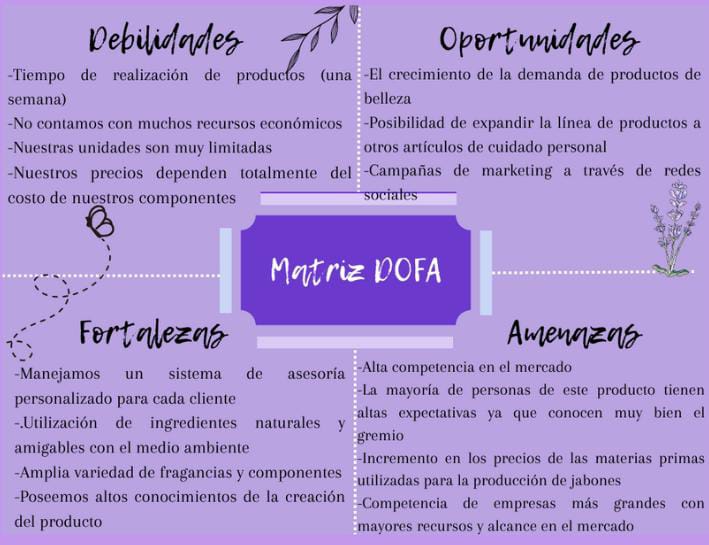 Debilidades
-Tiempo de realización de productos (una
semana)
-No contamos con muchos recursos económicos
-Nuestras unidades son muy limitadas
-Nuestros precios dependen totalmente del
costo de nuestros componentes
Oportunidades
-El crecimiento de la demanda de productos de
belleza
-Posibilidad de expandir la línea de productos a
otros artículos de cuidado personal
-Campañas de marketing a través de redes
sociales
Matriz DOFA
Fortalezas
-Manejamos un sistema de asesoría
personalizado para cada cliente
-.Utilización de ingredientes naturales y
amigables con el medio ambiente
-Amplia variedad de fragancias y componentes
-Poseemos altos conocimientos de la creación
del producto
Amenazas
-Alta competencia en el mercado
-La mayoría de personas de este producto tienen
altas expectativas ya que conocen muy bien el
gremio
-Incremento en los precios de las materias primas
utilizadas para la producción de jabones
-Competencia de empresas más grandes con
mayores recursos y alcance en el mercado